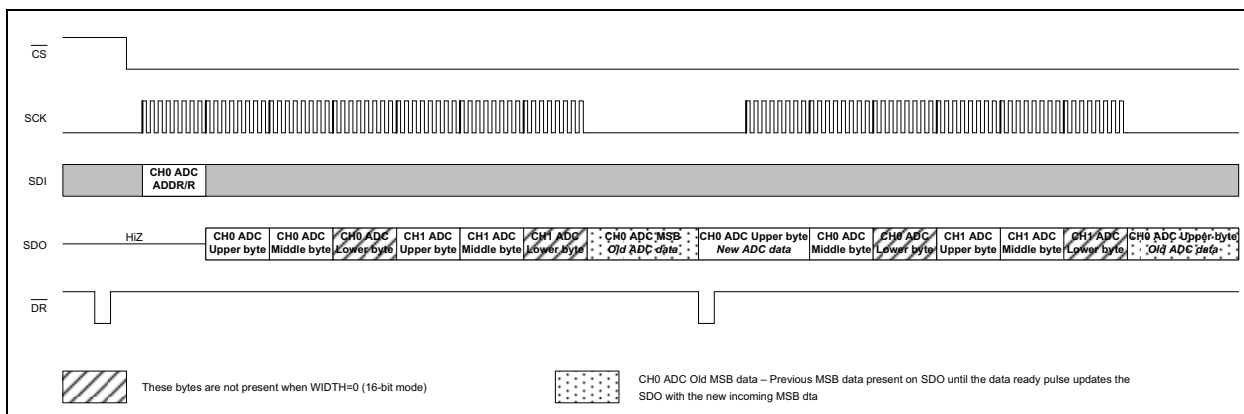 CS
SCK
CH0 ADC
ADDR/R
SDI
HiZ
SDO
CH0 ADC
Upper byte
CH0 ADC
Middle byte
CH0 ADC
Lower byte
CH1 ADC
Upper byte
CH1 ADC
Middle byte
CH1 ADC
Lower byte
CH0 ADC MSB
Old ADC data
CH0 ADC Upper byte
New ADC data
CH0 ADC
Middle byte
CH0 ADC
Lower byte
CH1 ADC
Upper byte
CH1 ADC
Middle byte
CH1 ADC
Lower byte
CH0 ADC Upper byte
Old ADC data
DR
These bytes are not present when WIDTH=0 (16-bit mode)
CH0 ADC Old MSB data – Previous MSB data present on SDO until the data ready pulse updates the
SDO with the new incoming MSB dta